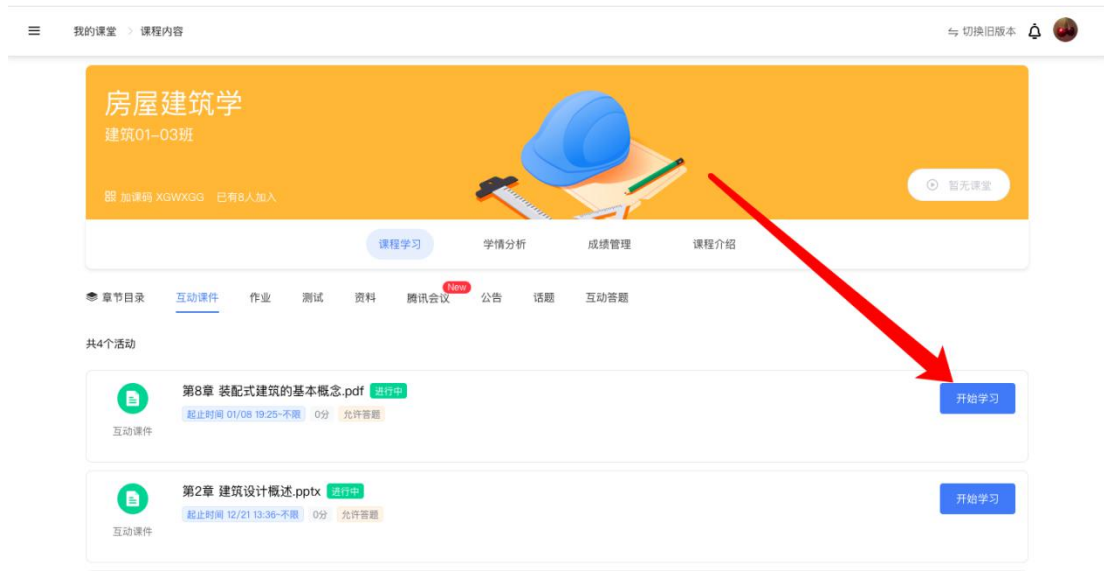 我的课堂 > 课程内容
切换旧版本
房屋建筑学
建筑01-03班
加课码 XGWXGG 已有8人加入
暂无课堂
课程学习 学情分析 成绩管理 课程介绍
章节目录 互动课件 作业 测试 资料 腾讯会议 New 公告 话题 互动答题
共4个活动
第8章 装配式建筑的基本概念.pdf 进行中
开始学习
起止时间 01/08 19:25-不限 0分 允许答题
互动课件
第2章 建筑设计概述.pptx 进行中
开始学习
起止时间 12/21 13:36-不限 0分 允许答题
互动课件